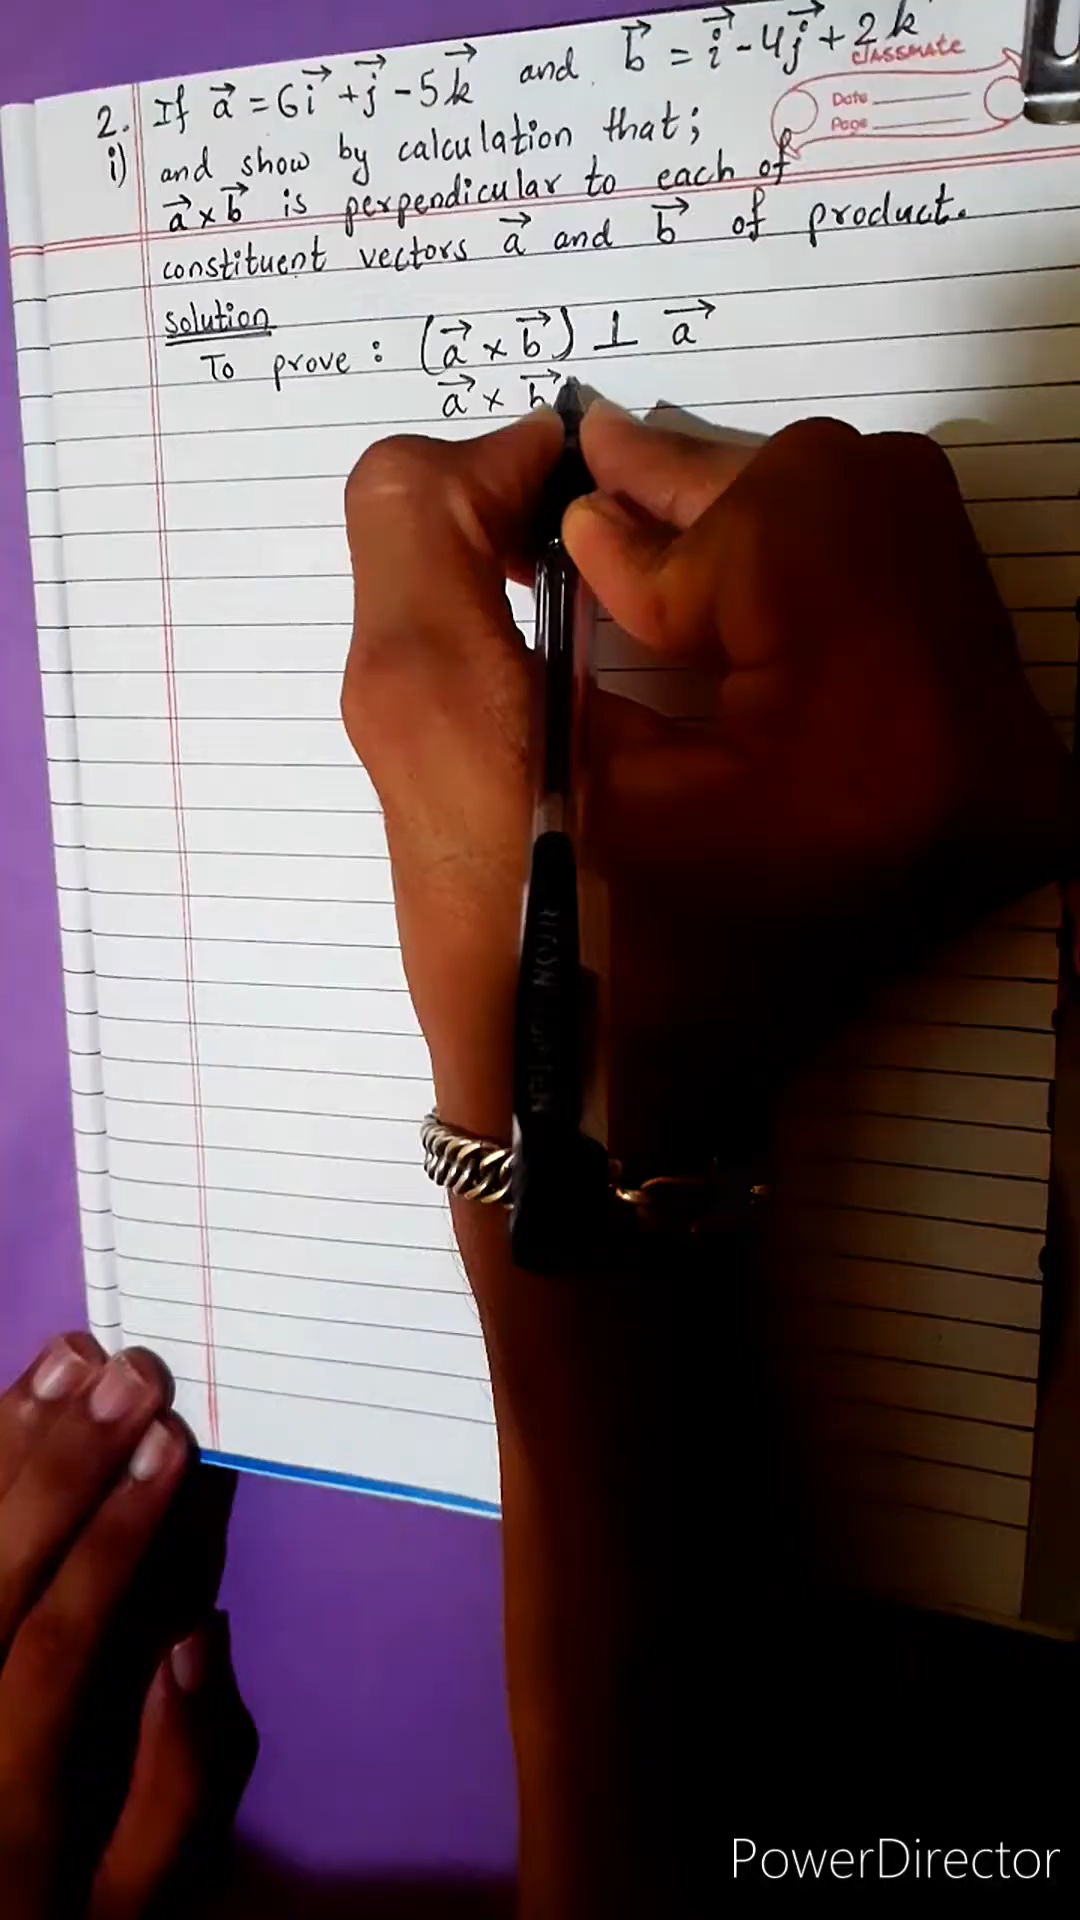 2. If a⃗ = 6i⃗ + j⃗ - 5k⃗ and b⃗ = i⃗ - 4j⃗ + 2k
classmate
Date
Page
i) and show by calculation that;
a⃗ × b⃗ is perpendicular to each of
constituent vectors a⃗ and b⃗ of product.
solution
To prove : (a⃗ × b⃗) ⊥ a⃗
a⃗ × b⃗
PowerDirector